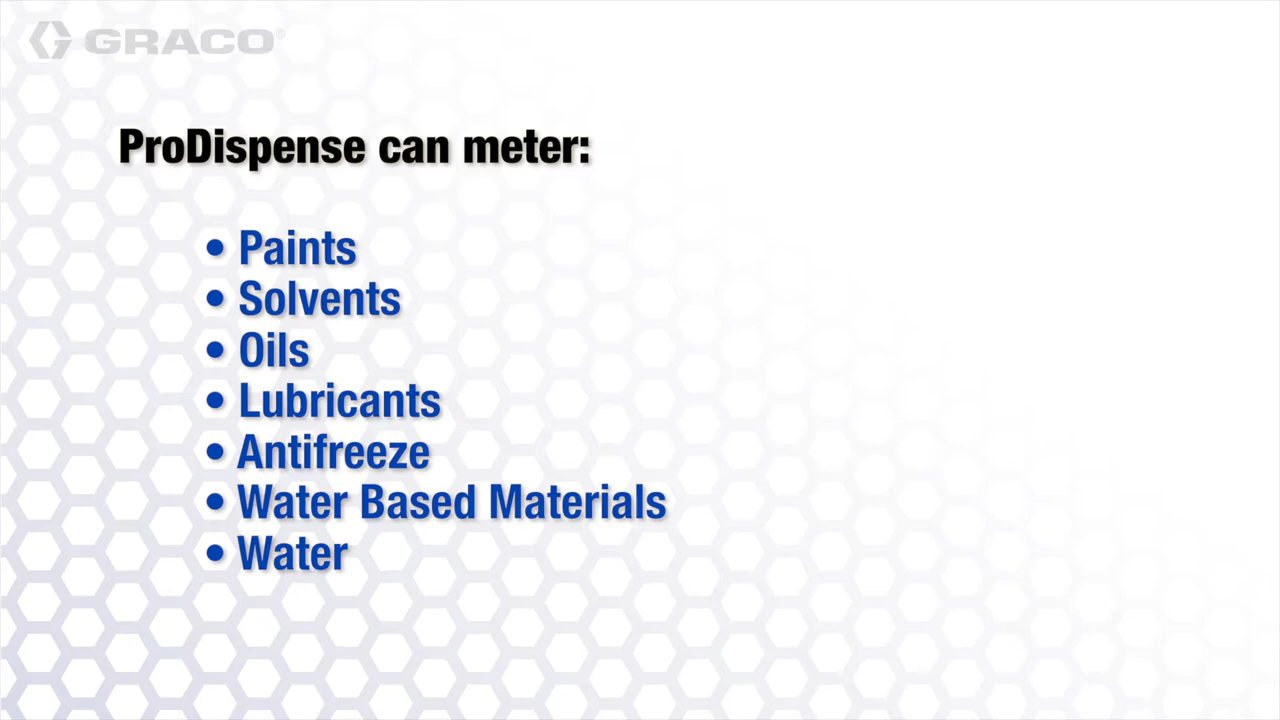 GRACO®
ProDispense can meter:
• Paints
• Solvents
• Oils
• Lubricants
• Antifreeze
• Water Based Materials
• Water